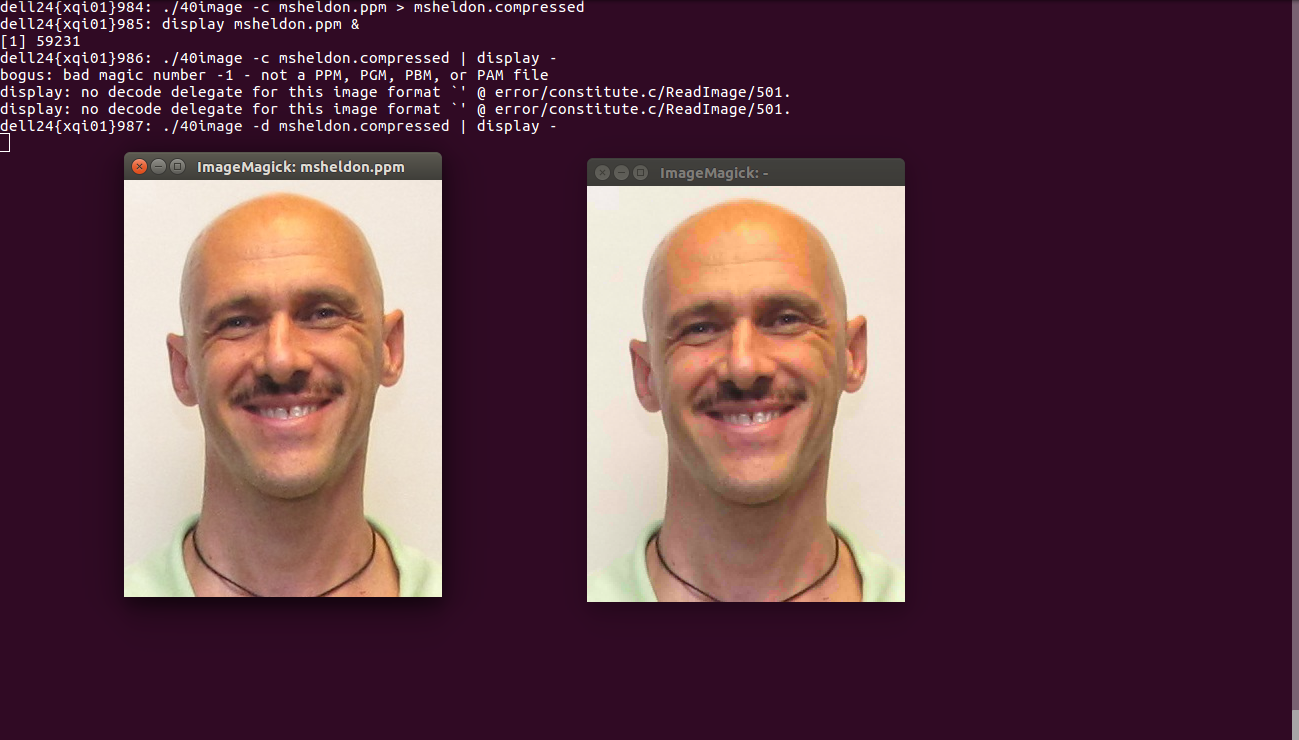 dell24{xqi01}984: ./40image -c msheldon.ppm > msheldon.compressed
dell24{xqi01}985: display msheldon.ppm &
[1] 59231
dell24{xqi01}986: ./40image -c msheldon.compressed | display -
bogus: bad magic number -1 - not a PPM, PGM, PBM, or PAM file
display: no decode delegate for this image format `' @ error/constitute.c/ReadImage/501.
display: no decode delegate for this image format `' @ error/constitute.c/ReadImage/501.
dell24{xqi01}987: ./40image -d msheldon.compressed | display -
ImageMagick: msheldon.ppm
ImageMagick: -